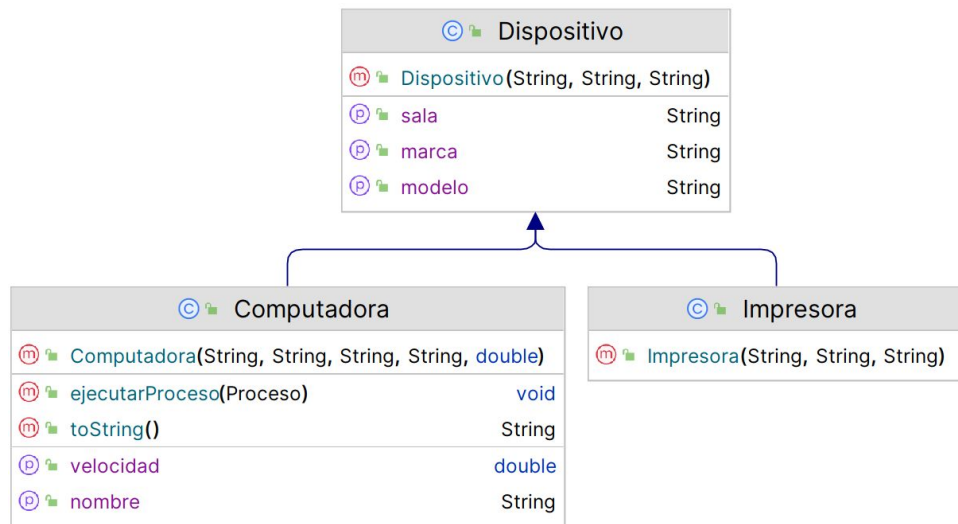 Dispositivo
Dispositivo(String, String, String)
sala String
marca String
modelo String
Computadora
Computadora(String, String, String, String, double)
ejecutarProceso(Proceso) void
toString() String
velocidad double
nombre String
Impresora
Impresora(String, String, String)